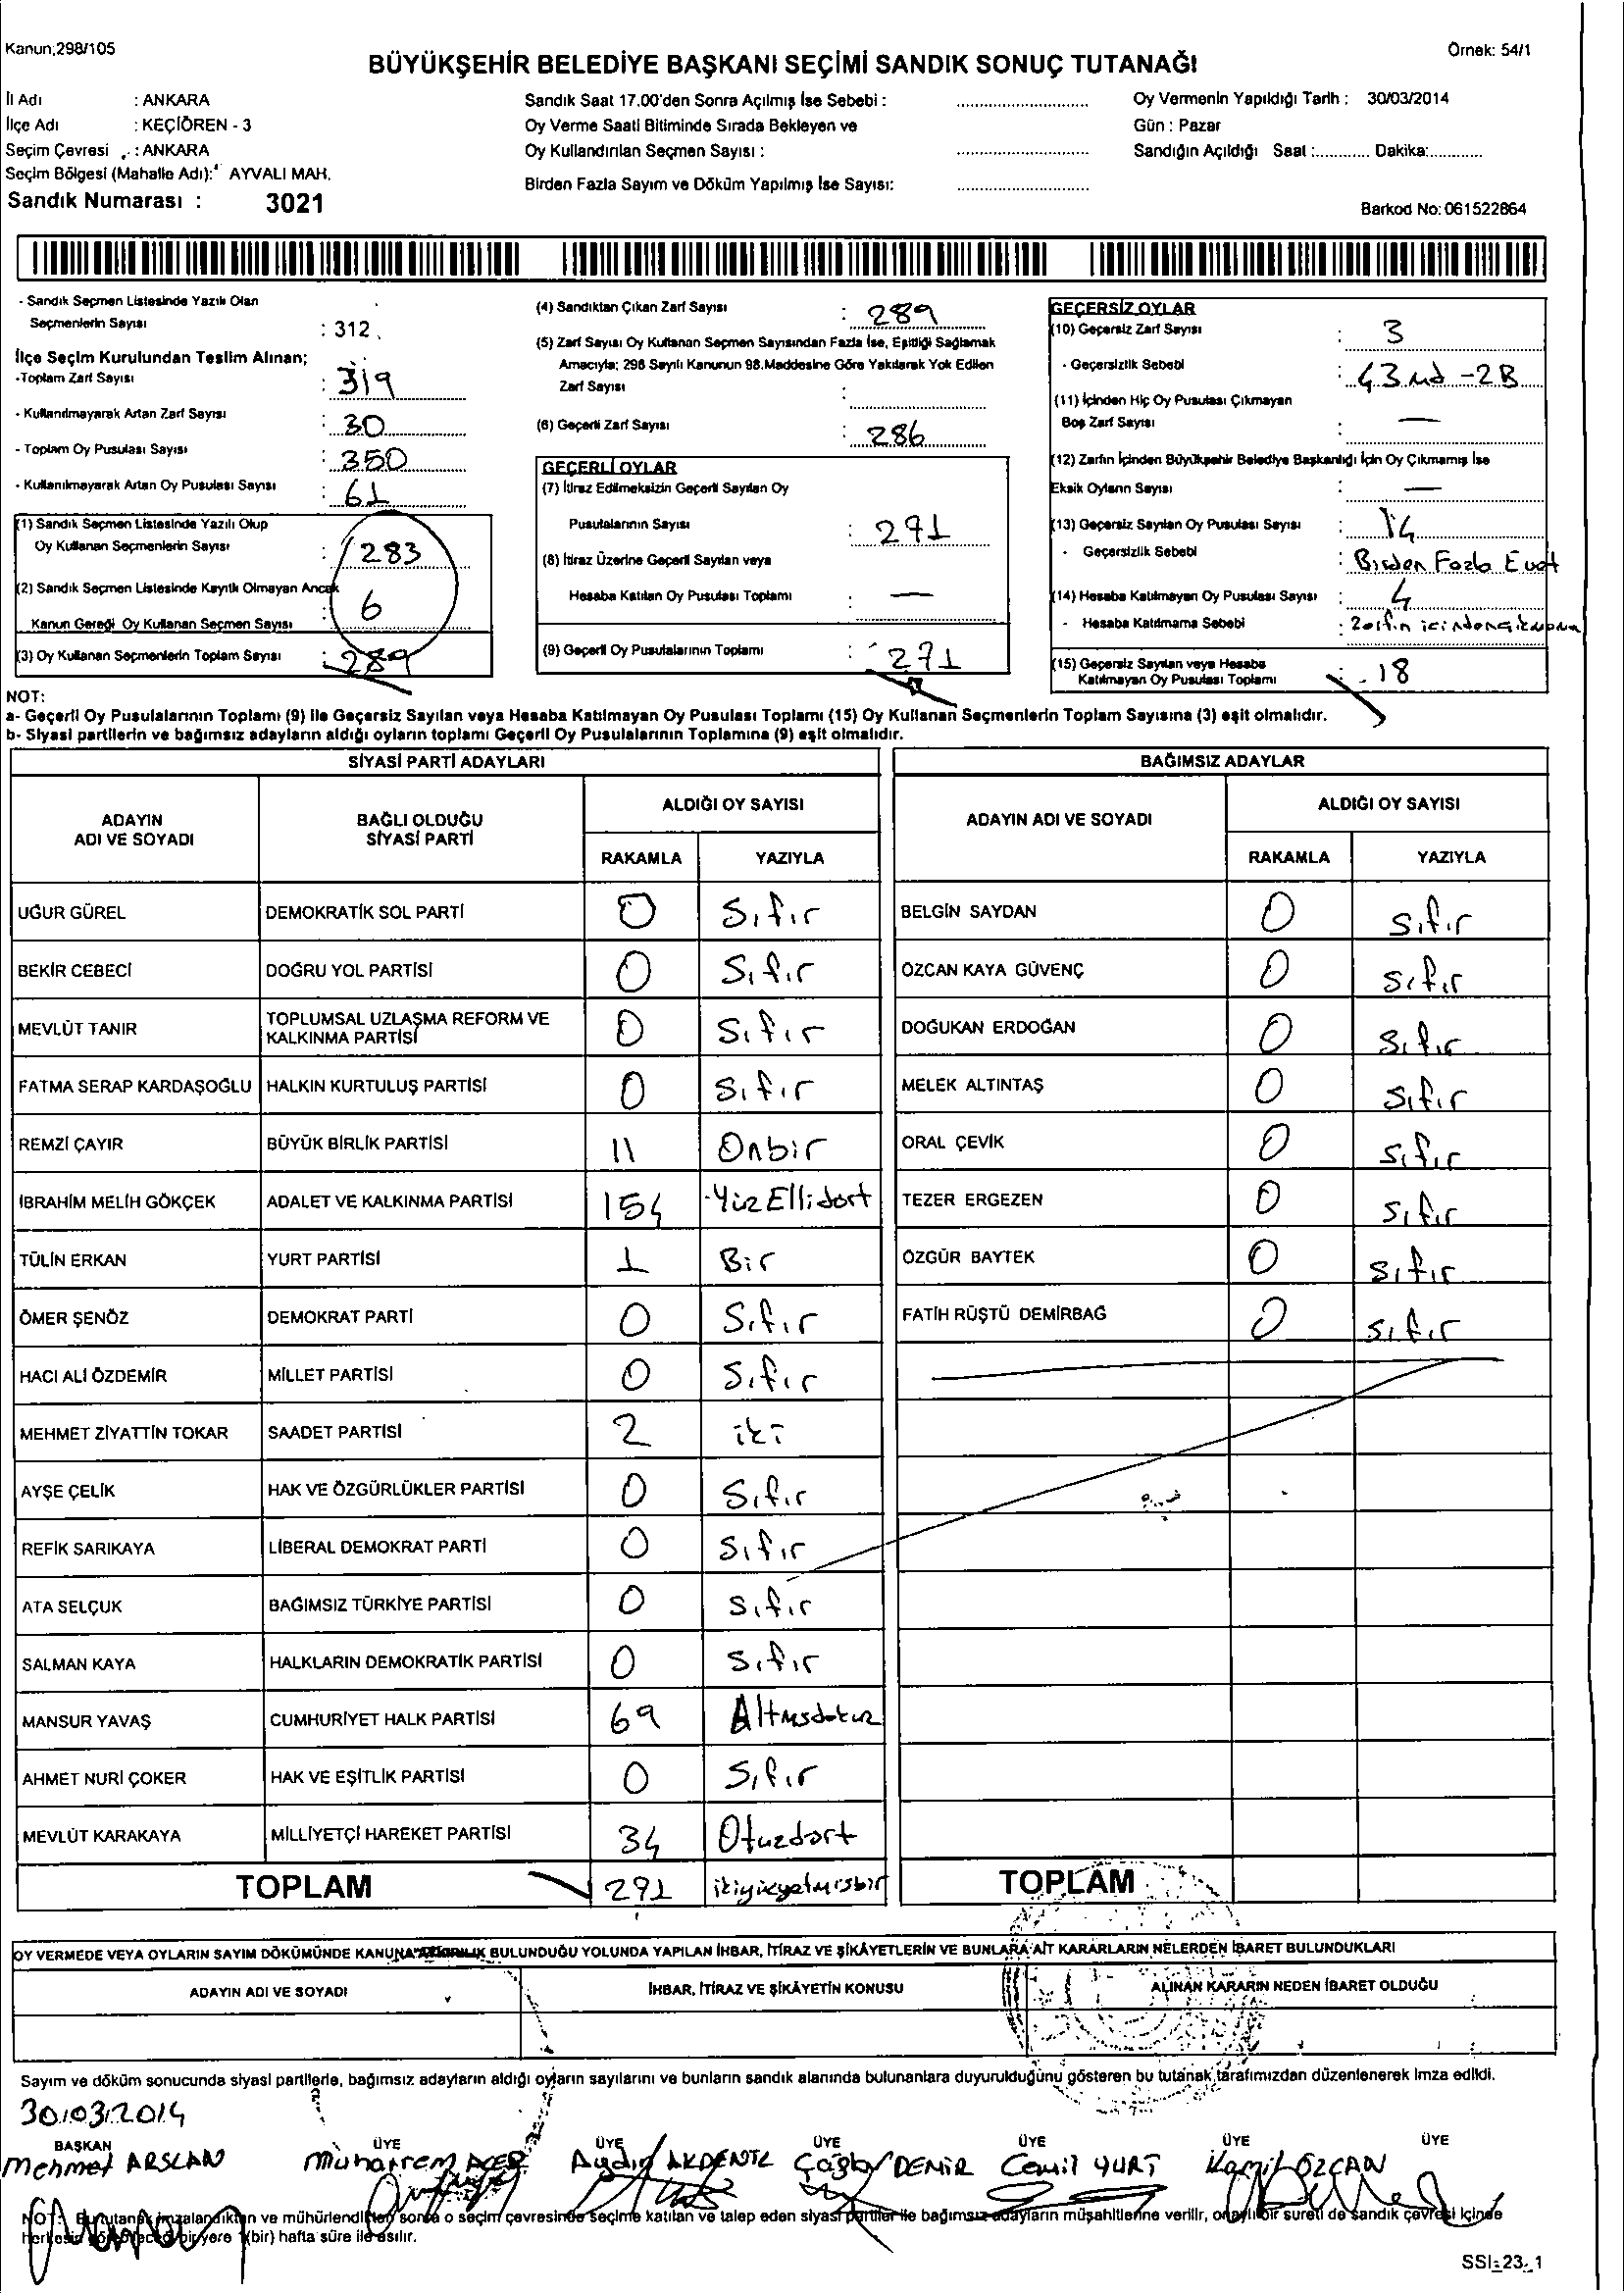 Kanun;298/105
Örnek: 54/1
BÜYÜKŞEHİR BELEDİYE BAŞKANI SEÇİMİ SANDIK SONUÇ TUTANAĞI
İl Adı : ANKARA
İlçe Adı : KEÇİÖREN - 3
Seçim Çevresi : ANKARA
Seçim Bölgesi (Mahalle Adı): AYVALI MAH.
Sandık Numarası : 3021
Sandık Saat 17.00'den Sonra Açılmış İse Sebebi :
Oy Verme Saati Bitiminde Sırada Bekleyen ve
Oy Kullandırılan Seçmen Sayısı :
Birden Fazla Sayım ve Döküm Yapılmış İse Sayısı:
Oy Vermenin Yapıldığı Tarih : 30/03/2014
Gün : Pazar
Sandığın Açıldığı Saat :............ Dakika:............
Barkod No: 061522864
- Sandık Seçmen Listesinde Yazılı Olan
Seçmenlerin Sayısı : 312
İlçe Seçim Kurulundan Teslim Alınan;
-Toplam Zarf Sayısı : 319
- Kullanılmayarak Artan Zarf Sayısı : 30
- Toplam Oy Pusulası Sayısı : 350
- Kullanılmayarak Artan Oy Pusulası Sayısı : 61
(1) Sandık Seçmen Listesinde Yazılı Olup
Oy Kullanan Seçmenlerin Sayısı : 283
(2) Sandık Seçmen Listesinde Kayıtlı Olmayan Ancak
Kanun Gereği Oy Kullanan Seçmen Sayısı : 6
(3) Oy Kullanan Seçmenlerin Toplam Sayısı : 289
(4) Sandıktan Çıkan Zarf Sayısı : 289
(5) Zarf Sayısı Oy Kullanan Seçmen Sayısından Fazla İse, Eşitliği Sağlamak
Amacıyla; 298 Sayılı Kanunun 98.Maddesine Göre Yakılarak Yok Edilen
Zarf Sayısı :
(6) Geçerli Zarf Sayısı : 286
GEÇERLİ OYLAR
(7) İtiraz Edilmeksizin Geçerli Sayılan Oy
Pusulalarının Sayısı : 271
(8) İtiraz Üzerine Geçerli Sayılan veya
Hesaba Katılan Oy Pusulası Toplamı : —
(9) Geçerli Oy Pusulalarının Toplamı : 271
GEÇERSİZ OYLAR
(10) Geçersiz Zarf Sayısı : 3
- Geçersizlik Sebebi : 43 md -2B
(11) İçinden Hiç Oy Pusulası Çıkmayan
Boş Zarf Sayısı : —
(12) Zarfın İçinden Büyükşehir Belediye Başkanlığı İçin Oy Çıkmamış İse
Eksik Oyların Sayısı : —
(13) Geçersiz Sayılan Oy Pusulası Sayısı : 14
- Geçersizlik Sebebi : Birden Fazla Evet
(14) Hesaba Katılmayan Oy Pusulası Sayısı : 4
- Hesaba Katılmama Sebebi : Zarfın içinden
(15) Geçersiz Sayılan veya Hesaba
Katılmayan Oy Pusulası Toplamı : 18
NOT:
a- Geçerli Oy Pusulalarının Toplamı (9) ile Geçersiz Sayılan veya Hesaba Katılmayan Oy Pusulası Toplamı (15) Oy Kullanan Seçmenlerin Toplam Sayısına (3) eşit olmalıdır.
b- Siyasi partilerin ve bağımsız adayların aldığı oyların toplamı Geçerli Oy Pusulalarının Toplamına (9) eşit olmalıdır.
SİYASİ PARTİ ADAYLARI
ADAYIN ADI VE SOYADI BAĞLI OLDUĞU SİYASİ PARTİ ALDIĞI OY SAYISI
RAKAMLA YAZIYLA
UĞUR GÜREL DEMOKRATİK SOL PARTİ 0 Sıfır
BEKİR CEBECİ DOĞRU YOL PARTİSİ 0 Sıfır
MEVLÜT TANIR TOPLUMSAL UZLAŞMA REFORM VE KALKINMA PARTİSİ 0 Sıfır
FATMA SERAP KARDAŞOĞLU HALKIN KURTULUŞ PARTİSİ 0 Sıfır
REMZİ ÇAYIR BÜYÜK BİRLİK PARTİSİ 11 Onbir
İBRAHİM MELİH GÖKÇEK ADALET VE KALKINMA PARTİSİ 154 YüzEllidört
TÜLİN ERKAN YURT PARTİSİ 1 Bir
ÖMER ŞENÖZ DEMOKRAT PARTİ 0 Sıfır
HACI ALİ ÖZDEMİR MİLLET PARTİSİ 0 Sıfır
MEHMET ZİYATTİN TOKAR SAADET PARTİSİ 2 iki
AYŞE ÇELİK HAK VE ÖZGÜRLÜKLER PARTİSİ 0 Sıfır
REFİK SARIKAYA LİBERAL DEMOKRAT PARTİ 0 Sıfır
ATA SELÇUK BAĞIMSIZ TÜRKİYE PARTİSİ 0 Sıfır
SALMAN KAYA HALKLARIN DEMOKRATİK PARTİSİ 0 Sıfır
MANSUR YAVAŞ CUMHURİYET HALK PARTİSİ 69 Altmışdokuz
AHMET NURİ ÇOKER HAK VE EŞİTLİK PARTİSİ 0 Sıfır
MEVLÜT KARAKAYA MİLLİYETÇİ HAREKET PARTİSİ 34 Otuzdört
TOPLAM 271 ikiyüzyetmişbir
BAĞIMSIZ ADAYLAR
ADAYIN ADI VE SOYADI ALDIĞI OY SAYISI
RAKAMLA YAZIYLA
BELGİN SAYDAN 0 Sıfır
ÖZCAN KAYA GÜVENÇ 0 Sıfır
DOĞUKAN ERDOĞAN 0 Sıfır
MELEK ALTINTAŞ 0 Sıfır
ORAL ÇEVİK 0 Sıfır
TEZER ERGEZEN 0 Sıfır
ÖZGÜR BAYTEK 0 Sıfır
FATİH RÜŞTÜ DEMİRBAĞ 0 Sıfır
TOPLAM
OY VERMEDE VEYA OYLARIN SAYIM DÖKÜMÜNDE KANUNA AYKIRILIK BULUNDUĞU YOLUNDA YAPILAN İHBAR, İTİRAZ VE ŞİKÂYETLERİN VE BUNLARA AİT KARARLARIN NELERDEN İBARET BULUNDUKLARI
ADAYIN ADI VE SOYADI İHBAR, İTİRAZ VE ŞİKÂYETİN KONUSU ALINAN KARARIN NEDEN İBARET OLDUĞU
Sayım ve döküm sonucunda siyasi partilerle, bağımsız adayların aldığı oyların sayılarını ve bunların sandık alanında bulunanlara duyurulduğunu gösteren bu tutanak tarafımızdan düzenlenerek imza edildi.
30.03.2014
BAŞKAN ÜYE ÜYE ÜYE ÜYE ÜYE ÜYE
Mehmet ARSLAN Muharrem ACER Aydın AKDENİZ Çağlar DEMİR Camil YURT Kamil ÖZCAN
NOT: Bu tutanak imzalandıktan ve mühürlendikten sonra o seçim çevresinde seçime katılan ve talep eden siyasi partiler ile bağımsız adayların müşahitlerine verilir, onaylı bir sureti de sandık çevresi içinde
herkesin göreceği bir yere 1(bir) hafta süre ile asılır.
SSI_23_1